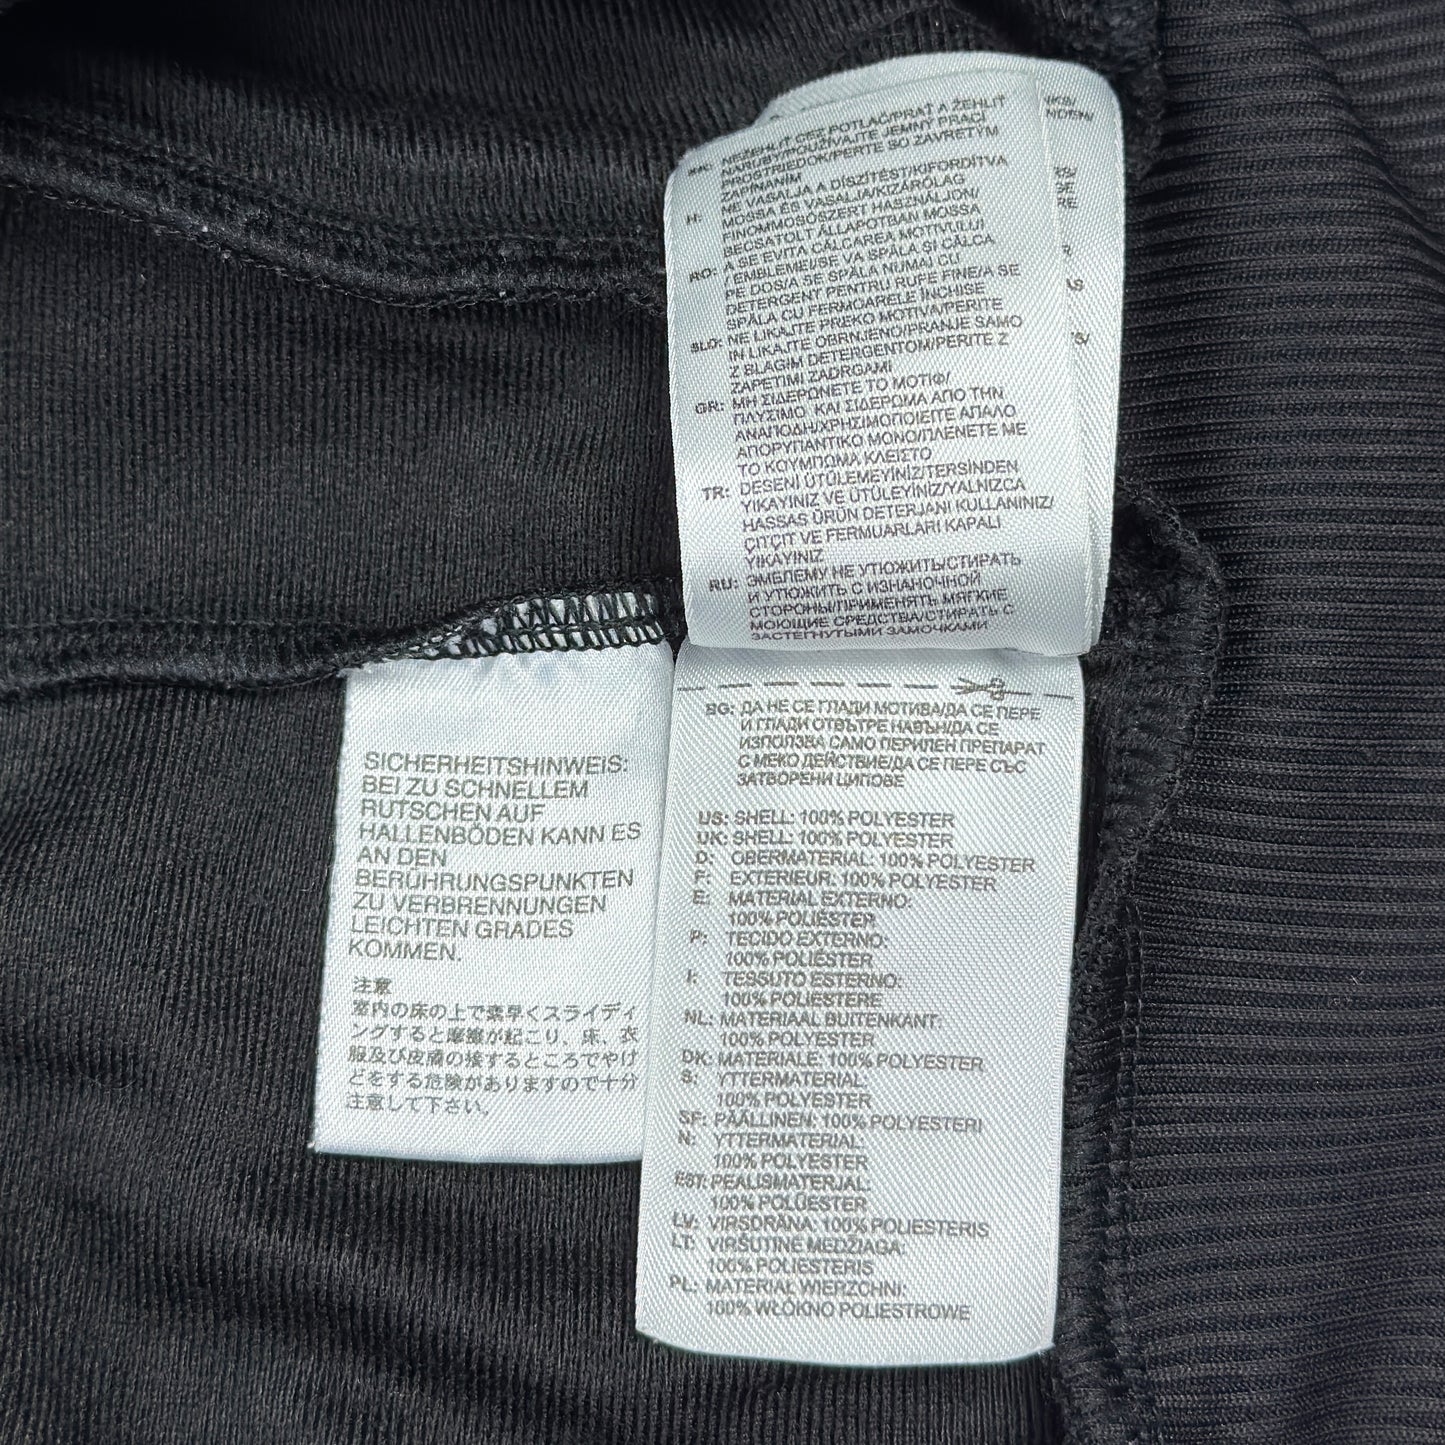 SK: NEŽEHLIŤ CEZ POTLAČ/PRAŤ A ŽEHLIŤ
NARUBY/POUŽÍVAJTE JEMNÝ PRACÍ
PROSTRIEDOK/PERTE SO ZAVRETÝM
ZAPÍNANÍM
H: NE VASALJA A DÍSZÍTÉST/KIFORDÍTVA
MOSSA ÉS VASALJA/KIZÁRÓLAG
FINOMMOSÓSZERT HASZNÁLJON/
BECSATOLT ÁLLAPOTBAN MOSSA
RO: A SE EVITA CĂLCAREA MOTIVULUI
/ EMBLEMEI/SE VA SPĂLA SI CĂLCA
PE DOS/A SE SPĂLA NUMAI CU
DETERGENT PENTRU RUFE FINE/A SE
SPĂLA CU FERMOARELE ÎNCHISE
SLO: NE LIKAJTE PREKO MOTIVA/PERITE
IN LIKAJTE OBRNJENO/PRANJE SAMO
Z BLAGIM DETERGENTOM/PERITE Z
ZAPETIMI ZADRGAMI
GR: ΜΗ ΣΙΔΕΡΩΝΕΤΕ ΤΟ ΜΟΤΙΦ/
ΠΛΥΣΙΜΟ ΚΑΙ ΣΙΔΕΡΩΜΑ ΑΠΟ ΤΗΝ
ΑΝΑΠΟΔΗ/ΧΡΗΣΙΜΟΠΟΙΕΙΤΕ ΑΠΑΛΟ
ΑΠΟΡΥΠΑΝΤΙΚΟ ΜΟΝΟ/ΠΛΕΝΕΤΕ ΜΕ
ΤΟ ΚΟΥΜΠΩΜΑ ΚΛΕΙΣΤΟ
TR: DESENİ ÜTÜLEMEYİNİZ/TERSİNDEN
YIKAYINIZ VE ÜTÜLEYİNİZ/YALNIZCA
HASSAS ÜRÜN DETERJANI KULLANINIZ/
ÇITÇIT VE FERMUARLARI KAPALI
YIKAYINIZ
RU: ЭМБЛЕМУ НЕ УТЮЖИТЬ/СТИРАТЬ
И УТЮЖИТЬ С ИЗНАНОЧНОЙ
СТОРОНЫ/ПРИМЕНЯТЬ МЯГКИЕ
МОЮЩИЕ СРЕДСТВА/СТИРАТЬ С
ЗАСТЕГНУТЫМИ ЗАМОЧКАМИ
BG: ДА НЕ СЕ ГЛАДИ МОТИВА/ДА СЕ ПЕРЕ
И ГЛАДИ ОТВЪТРЕ НАВЪН/ДА СЕ
ИЗПОЛЗВА САМО ПЕРИЛЕН ПРЕПАРАТ
С МЕКО ДЕЙСТВИЕ/ДА СЕ ПЕРЕ СЪС
ЗАТВОРЕНИ ЦИПОВЕ
US: SHELL: 100% POLYESTER
UK: SHELL: 100% POLYESTER
D: OBERMATERIAL: 100% POLYESTER
F: EXTERIEUR: 100% POLYESTER
E: MATERIAL EXTERNO:
100% POLIÉSTER
P: TECIDO EXTERNO:
100% POLIÉSTER
I: TESSUTO ESTERNO:
100% POLIESTERE
NL: MATERIAAL BUITENKANT:
100% POLYESTER
DK: MATERIALE: 100% POLYESTER
S: YTTERMATERIAL:
100% POLYESTER
SF: PÄÄLLINEN: 100% POLYESTERI
N: YTTERMATERIAL:
100% POLYESTER
EST: PEALISMATERJAL:
100% POLÜESTER
LV: VIRSDRĀNA: 100% POLIESTERIS
LT: VIRŠUTINE MEDŽIAGA:
100% POLIESTERIS
PL: MATERIAŁ WIERZCHNI:
100% WŁÓKNO POLIESTROWE
SICHERHEITSHINWEIS:
BEI ZU SCHNELLEM
RUTSCHEN AUF
HALLENBÖDEN KANN ES
AN DEN
BERÜHRUNGSPUNKTEN
ZU VERBRENNUNGEN
LEICHTEN GRADES
KOMMEN.
注意
室内の床の上で素早くスライディ
ングすると摩擦が起こり、床、衣
服及び皮膚の接するところでやけ
どをする危険がありますので十分
注意して下さい。